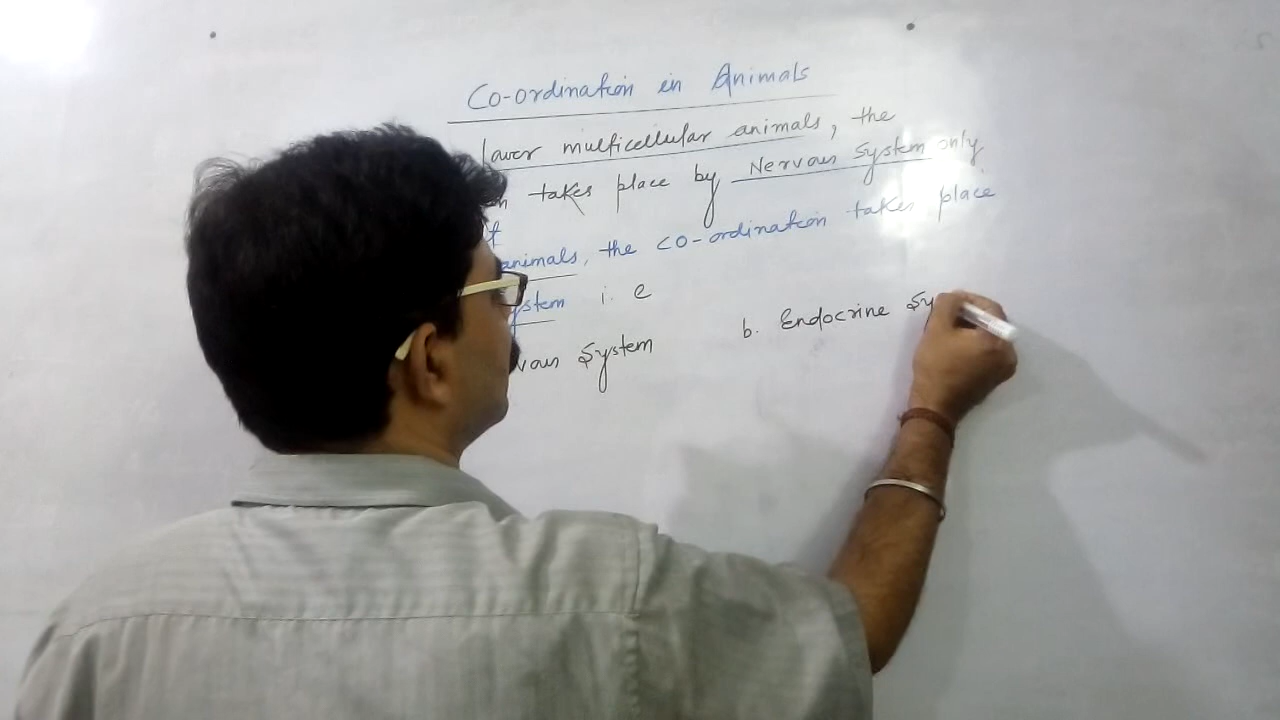 Co-ordination in Animals
lower multicellular animals, the
n takes place by Nervous System only
animals, the co-ordination takes place
ystem i. e
vous System b. Endocrine Sy